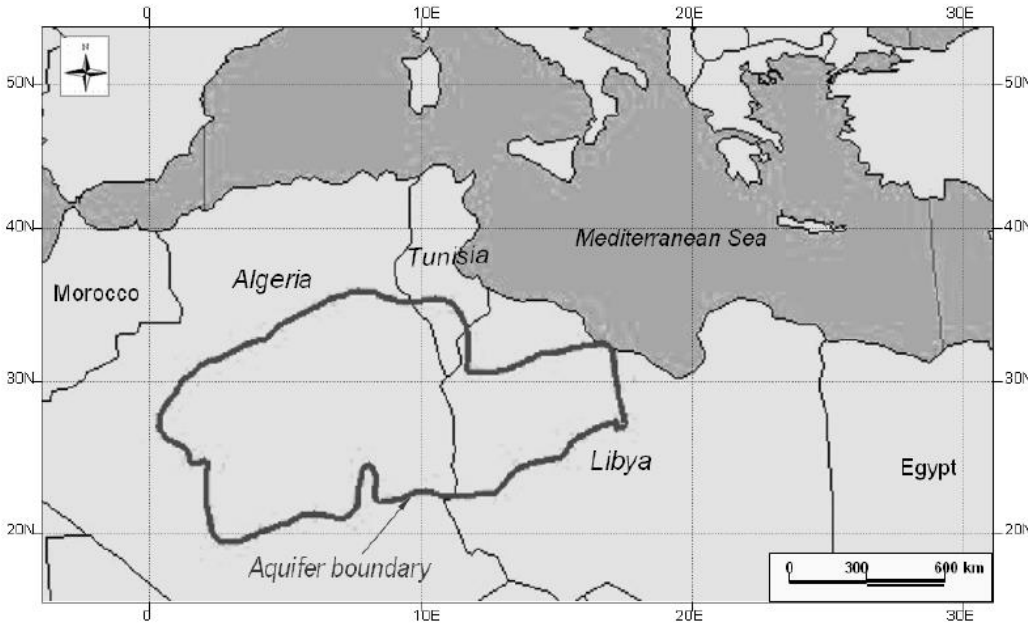 0 10E 20E 30E
N
50N 50N
40N 40N
Mediterranean Sea
Tunisia
Algeria
Morocco
30N 30N
Libya
Egypt
20N 20N
Aquifer boundary
0 300 600 km
0 10E 20E 30E